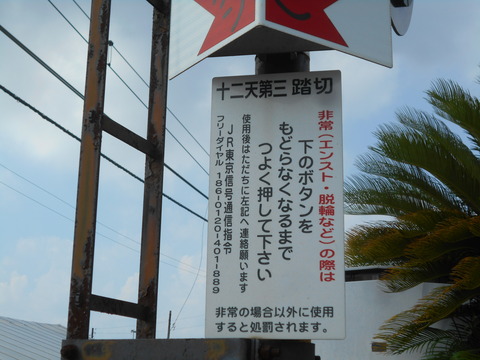 十二天第三 踏切
非常(エンスト・脱輪など)の際は
下のボタンを
もどらなくなるまで
つよく押して下さい
使用後はただちに左記へ連絡願います
JR東京信号通信指令
フリーダイヤル 186-0120-401-889
非常の場合以外に使用
すると処罰されます。